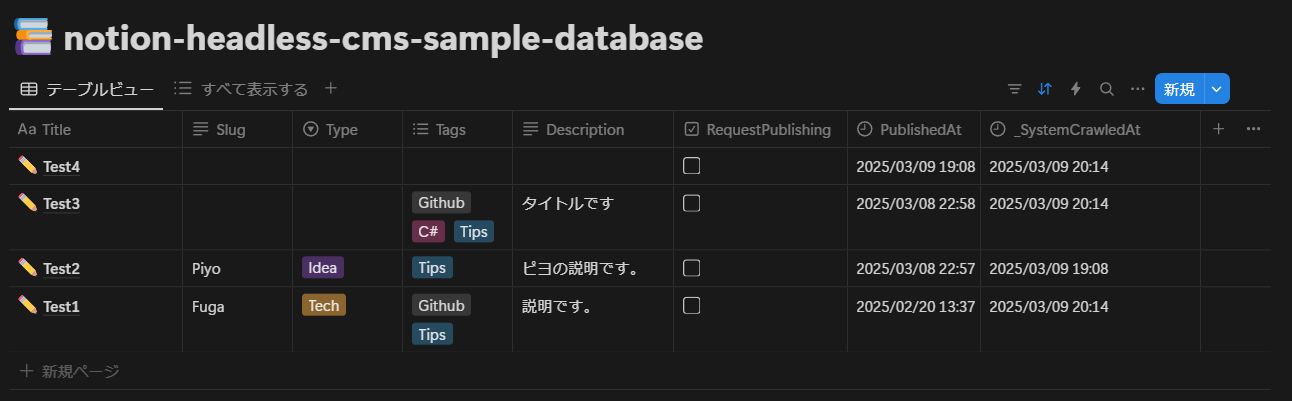 notion-headless-cms-sample-database
テーブルビュー すべて表示する + 新規
Aa Title Slug Type Tags Description RequestPublishing PublishedAt _SystemCrawledAt + ...
Test4 2025/03/09 19:08 2025/03/09 20:14
Test3 Github タイトルです 2025/03/08 22:58 2025/03/09 20:14
C# Tips
Test2 Piyo Idea Tips ピヨの説明です。 2025/03/08 22:57 2025/03/09 19:08
Test1 Fuga Tech Github 説明です。 2025/02/20 13:37 2025/03/09 20:14
Tips
+ 新規ページ